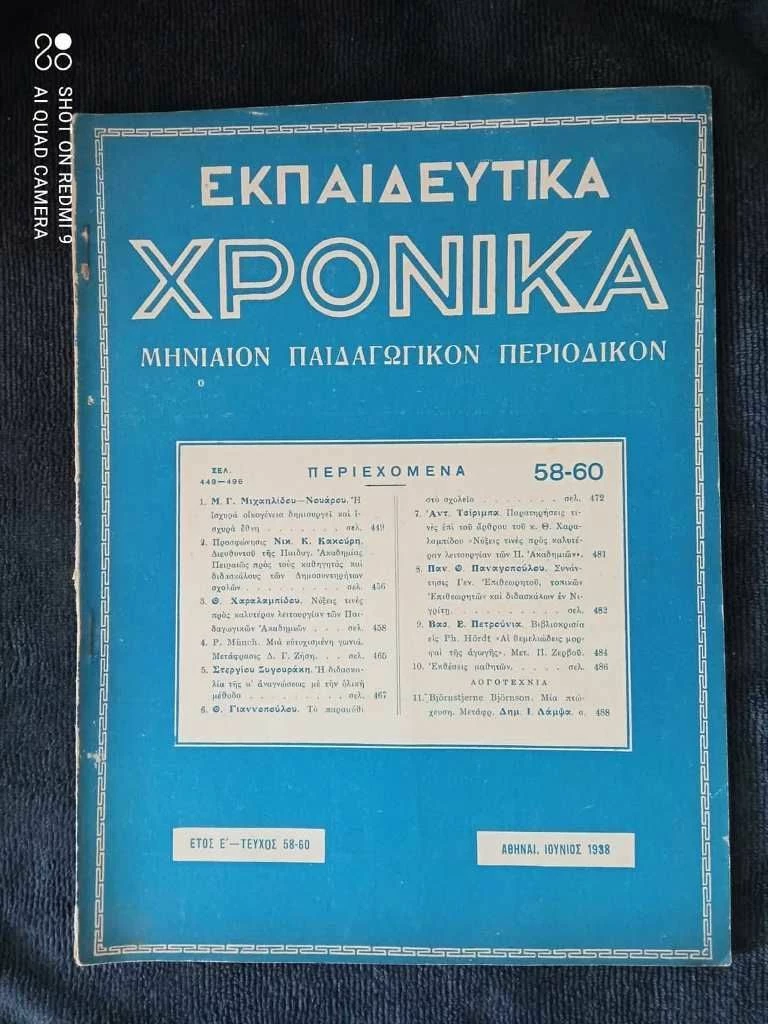 SHOT ON REDMI 9
AI QUAD CAMERA
ΕΚΠΑΙΔΕΥΤΙΚΑ
ΧΡΟΝΙΚΑ
ΜΗΝΙΑΙΟΝ ΠΑΙΔΑΓΩΓΙΚΟΝ ΠΕΡΙΟΔΙΚΟΝ
ΣΕΛ.
449—496
ΠΕΡΙΕΧΟΜΕΝΑ
58-60
1. Μ. Γ. Μιχαηλίδου—Νουάρου. Ἡ
ἰσχυρὰ οἰκογένεια δημιουργεῖ καὶ ἰ-
σχυρὰ ἔθνη . . . . . . . . σελ. 449
2. Προσφώνησις Νικ. Κ. Κακούρη,
Διευθυντοῦ τῆς Παιδαγ. Ἀκαδημίας
Πειραιῶς πρὸς τοὺς καθηγητὰς καὶ
διδασκάλους τῶν Δημοσυντηρήτων
σχολῶν . . . . . . . . . . σελ. 456
3. Θ. Χαραλαμπίδου. Νύξεις τινὲς
πρὸς καλυτέραν λειτουργίαν τῶν Παι-
δαγωγικῶν Ἀκαδημιῶν . . . σελ. 458
4. P. Münch. Μιὰ εὐτυχισμένη γωνιά.
Μετάφρασις Δ. Γ. Ζήση. . . σελ. 465
5. Στεργίου Ζυγουράκη. Ἡ διδασκα-
λία τῆς α' ἀναγνώσεως μὲ τὴν ὁλικὴ
μέθοδο . . . . . . . . . . σελ. 467
6. Θ. Γιαννοπούλου. Τὸ παραμύθι
στὸ σχολεῖο . . . . . . . σελ. 472
7. Ἀντ. Τσίριμπα. Παρατηρήσεις τι-
νὲς ἐπὶ τοῦ ἄρθρου τοῦ κ. Θ. Χαρα-
λαμπίδου «Νύξεις τινὲς πρὸς καλυτέ-
ραν λειτουργίαν τῶν Π. Ἀκαδημιῶν». 481
8. Παν. Θ. Παναγοπούλου. Συνάν-
τησις Γεν. Ἐπιθεωρητοῦ, τοπικῶν
Ἐπιθεωρητῶν καὶ διδασκάλων ἐν Νι-
γρίτῃ. . . . . . . . . . . σελ. 482
9. Βασ. Ε. Πετρούνια. Βιβλιοκρισία
εἰς Ph. Hördt «Αἱ θεμελιώδεις μορ-
φαὶ τῆς ἀγωγῆς». Μετ. Π. Ζερβοῦ. 484
10. Ἐκθέσεις μαθητῶν. . . . . σελ. 486
ΛΟΓΟΤΕΧΝΙΑ
11. Björnstjerne Björnson. Μία πτώ-
χευση. Μετάφρ. Δημ. Ι. Λάμψα. σ. 488
ΕΤΟΣ Ε'—ΤΕΥΧΟΣ 58-60
ΑΘΗΝΑΙ, ΙΟΥΝΙΟΣ 1938